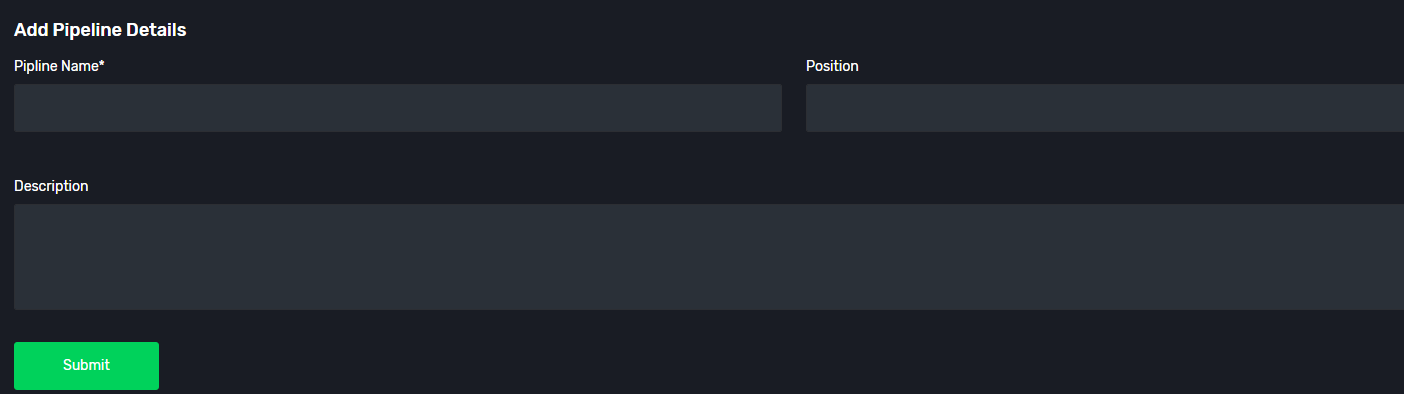 Add Pipeline Details
Pipline Name* Position
Description
Submit